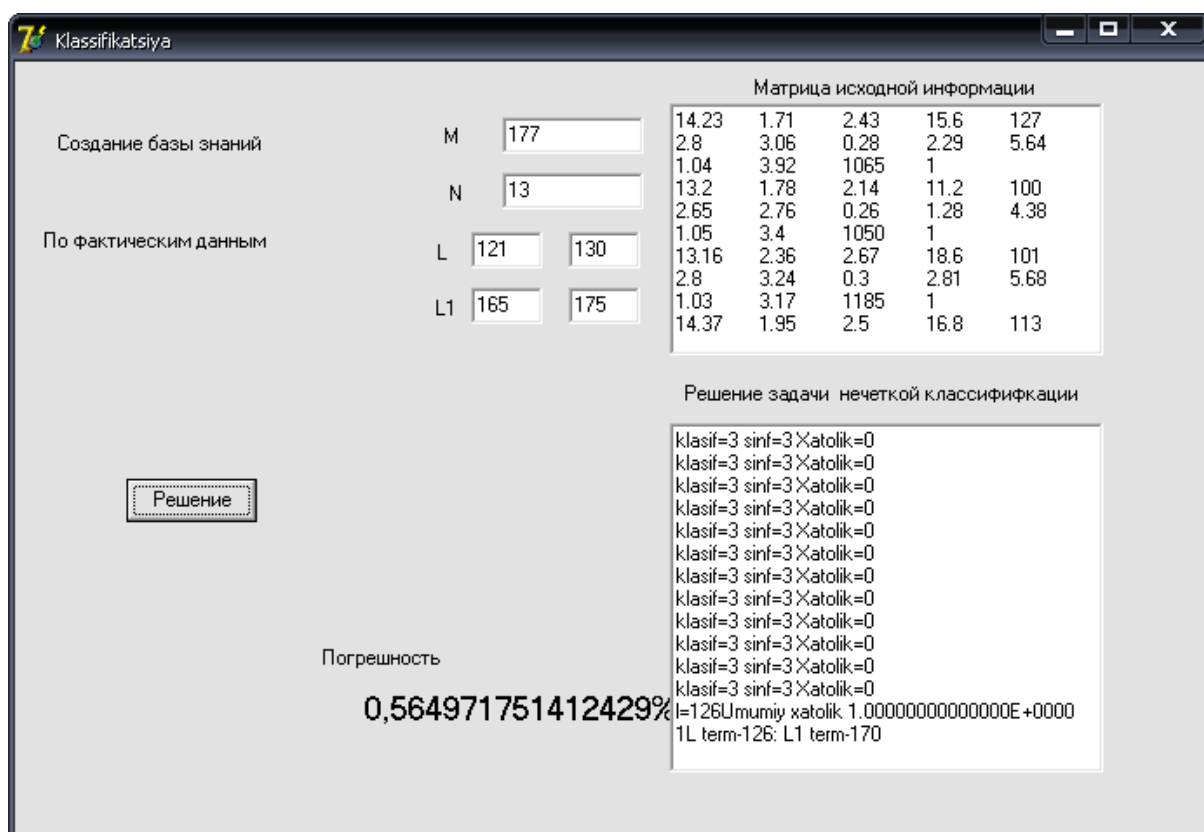 Klassifikatsiya
Создание базы знаний
По фактическим данным
M 177
N 13
L 121 130
L1 165 175
Матрица исходной информации
14.23 1.71 2.43 15.6 127
2.8 3.06 0.28 2.29 5.64
1.04 3.92 1065 1
13.2 1.78 2.14 11.2 100
2.65 2.76 0.26 1.28 4.38
1.05 3.4 1050 1
13.16 2.36 2.67 18.6 101
2.8 3.24 0.3 2.81 5.68
1.03 3.17 1185 1
14.37 1.95 2.5 16.8 113
Решение задачи нечеткой классифифкации
klasif=3 sinf=3 Xatolik=0
klasif=3 sinf=3 Xatolik=0
klasif=3 sinf=3 Xatolik=0
klasif=3 sinf=3 Xatolik=0
klasif=3 sinf=3 Xatolik=0
klasif=3 sinf=3 Xatolik=0
klasif=3 sinf=3 Xatolik=0
klasif=3 sinf=3 Xatolik=0
klasif=3 sinf=3 Xatolik=0
klasif=3 sinf=3 Xatolik=0
klasif=3 sinf=3 Xatolik=0
klasif=3 sinf=3 Xatolik=0
l=126Umumiy xatolik 1.00000000000000E+0000
1L term-126: L1 term-170
Решение
Погрешность
0,564971751412429%